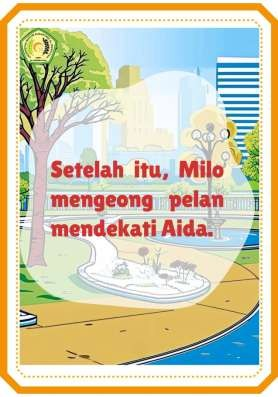 Setelah itu, Milo
mengeong pelan
mendekati Aida.